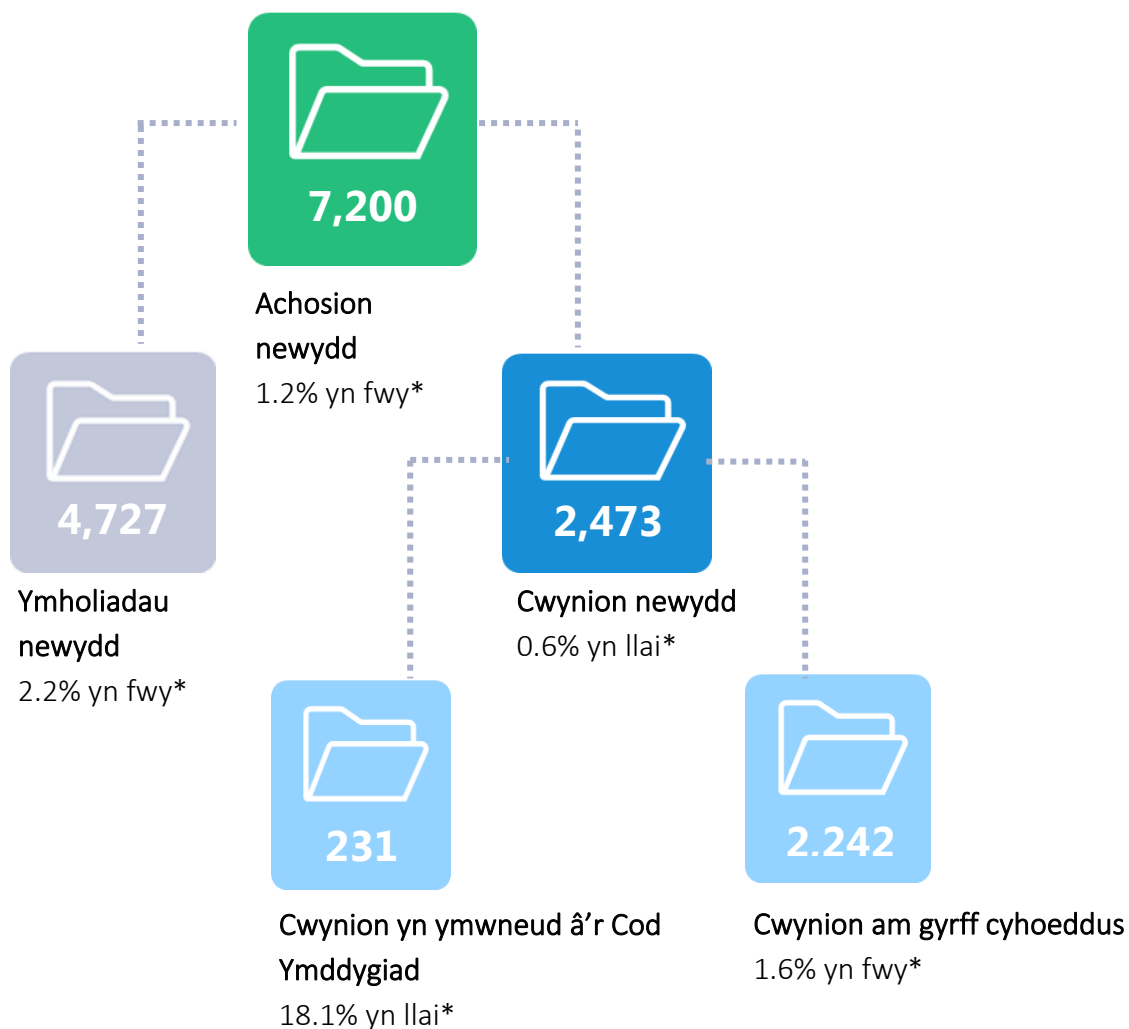 7,200
Achosion
newydd
1.2% yn fwy*
4,727
Ymholiadau
newydd
2.2% yn fwy*
2,473
Cwynion newydd
0.6% yn llai*
231
Cwynion yn ymwneud â’r Cod
Ymddygiad
18.1% yn llai*
2.242
Cwynion am gyrff cyhoeddus
1.6% yn fwy*